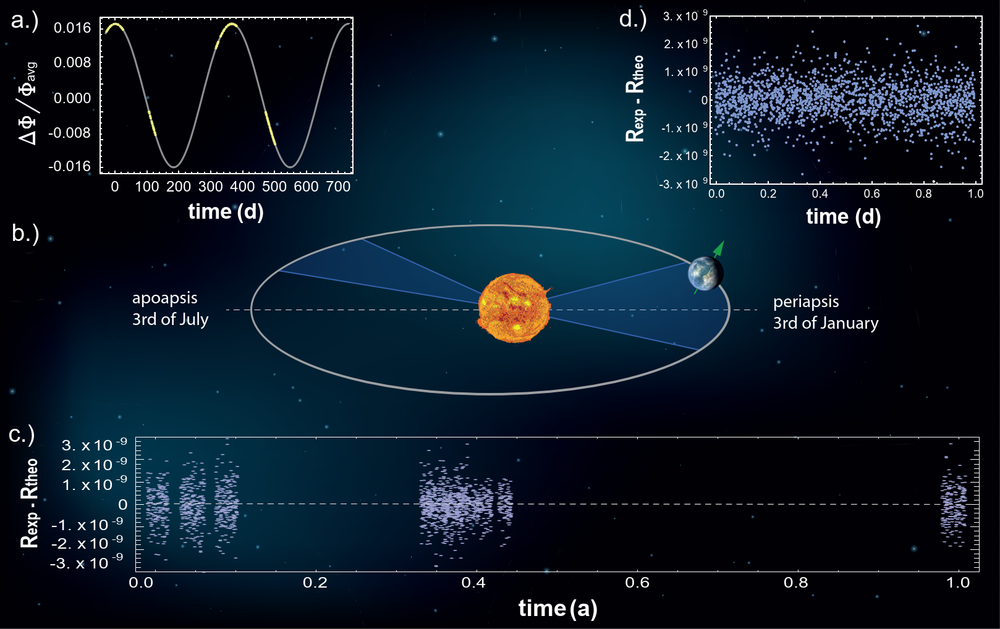 a.)
0.016
0.008
0.000
-0.008
-0.016
ΔΦ/Φavg
0 100 200 300 400 500 600 700
time (d)
d.)
3. x 10 9
2. x 10 9
1. x 10 9
0
-1. x 10 9
-2. x 10 9
-3. x 10 9
Rexp - Rtheo
0.0 0.2 0.4 0.6 0.8 1.0
time (d)
b.)
apoapsis
3rd of July
periapsis
3rd of January
c.)
3. x 10 -9
2. x 10 -9
1. x 10 -9
0
-1. x 10 -9
-2. x 10 -9
-3. x 10 -9
Rexp - Rtheo
0.0 0.2 0.4 0.6 0.8 1.0
time (a)